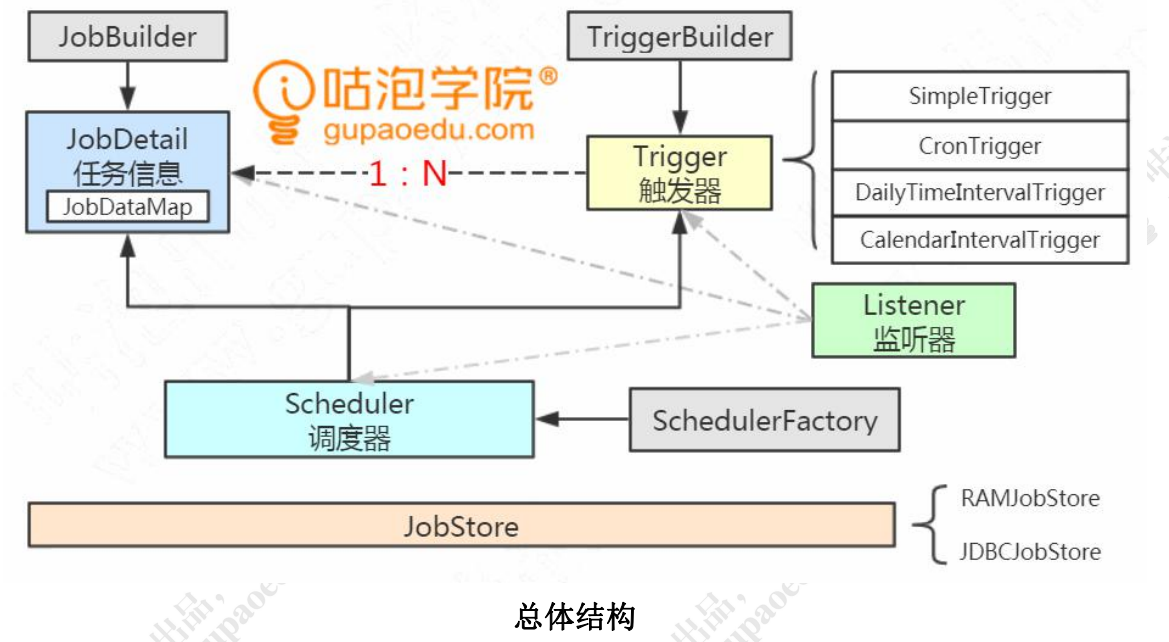 JobBuilder
TriggerBuilder
咕泡学院®
gupaoedu.com
JobDetail
任务信息
JobDataMap
1：N
Trigger
触发器
SimpleTrigger
CronTrigger
DailyTimeIntervalTrigger
CalendarIntervalTrigger
Listener
监听器
Scheduler
调度器
SchedulerFactory
JobStore
RAMJobStore
JDBCJobStore
总体结构